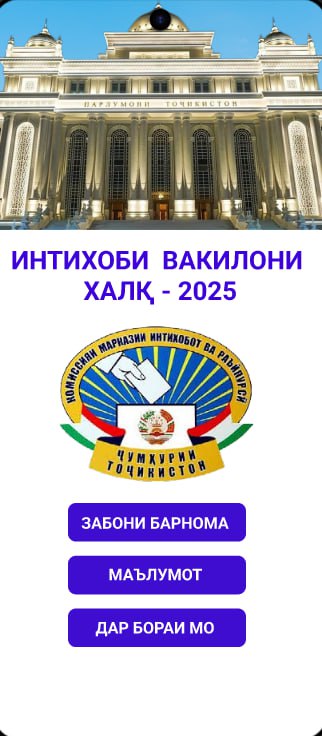 ПАРЛУМОНИ ТОҶИКИСТОН
ИНТИХОБИ ВАКИЛОНИ
ХАЛҚ - 2025
КОМИССИЯИ МАРКАЗИИ ИНТИХОБОТ ВА РАЪЙПУРСӢ
ҶУМҲУРИИ
ТОҶИКИСТОН
ЗАБОНИ БАРНОМА
МАЪЛУМОТ
ДАР БОРАИ МО